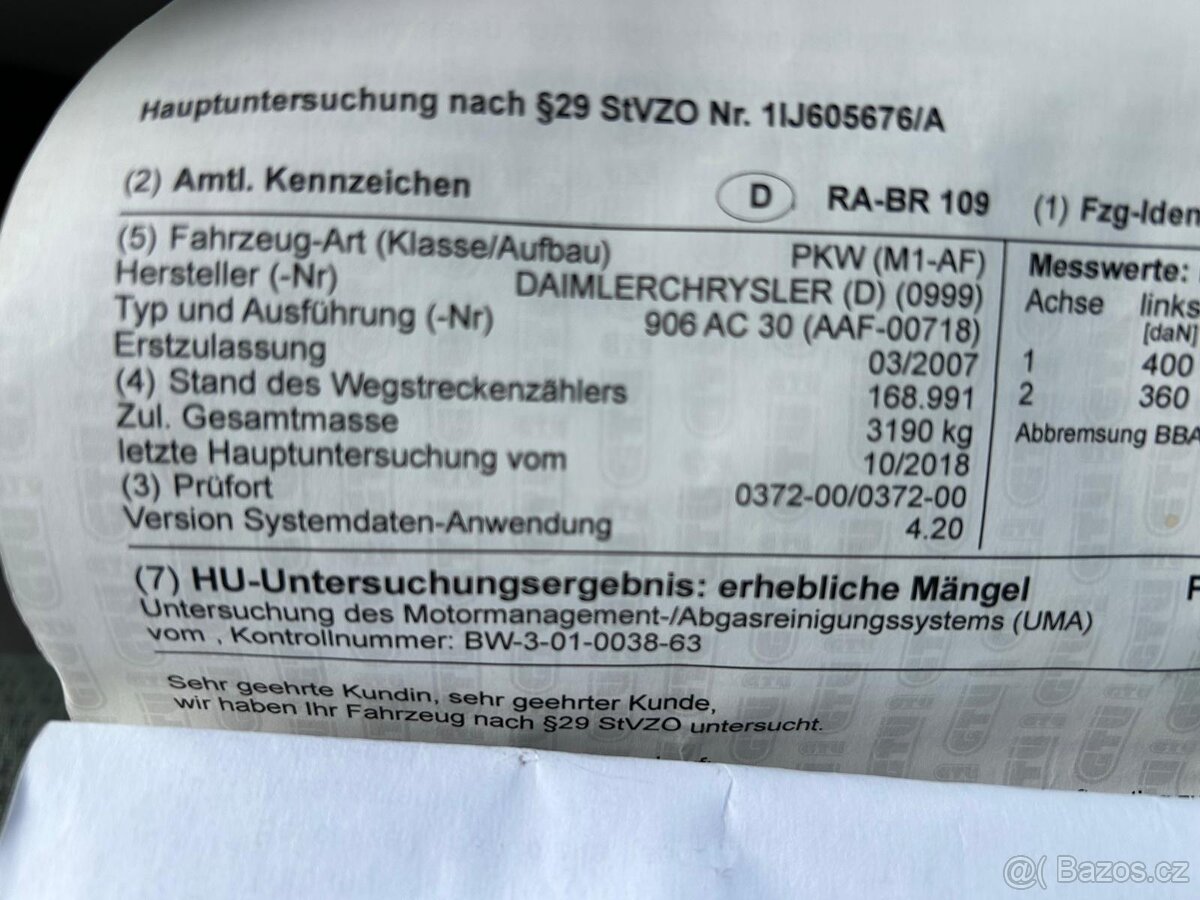 Hauptuntersuchung nach §29 StVZO Nr. 1IJ605676/A
(2) Amtl. Kennzeichen D RA-BR 109 (1) Fzg-Iden
(5) Fahrzeug-Art (Klasse/Aufbau) PKW (M1-AF)
Hersteller (-Nr) DAIMLERCHRYSLER (D) (0999)
Typ und Ausführung (-Nr) 906 AC 30 (AAF-00718)
Erstzulassung 03/2007
(4) Stand des Wegstreckenzählers 168.991
Zul. Gesamtmasse 3190 kg
letzte Hauptuntersuchung vom 10/2018
(3) Prüfort 0372-00/0372-00
Version Systemdaten-Anwendung 4.20
Messwerte:
Achse links
[daN]
1 400
2 360
Abbremsung BBA
(7) HU-Untersuchungsergebnis: erhebliche Mängel F
Untersuchung des Motormanagement-/Abgasreinigungssystems (UMA)
vom , Kontrollnummer: BW-3-01-0038-63
Sehr geehrte Kundin, sehr geehrter Kunde,
wir haben Ihr Fahrzeug nach §29 StVZO untersucht.
@( Bazos.cz